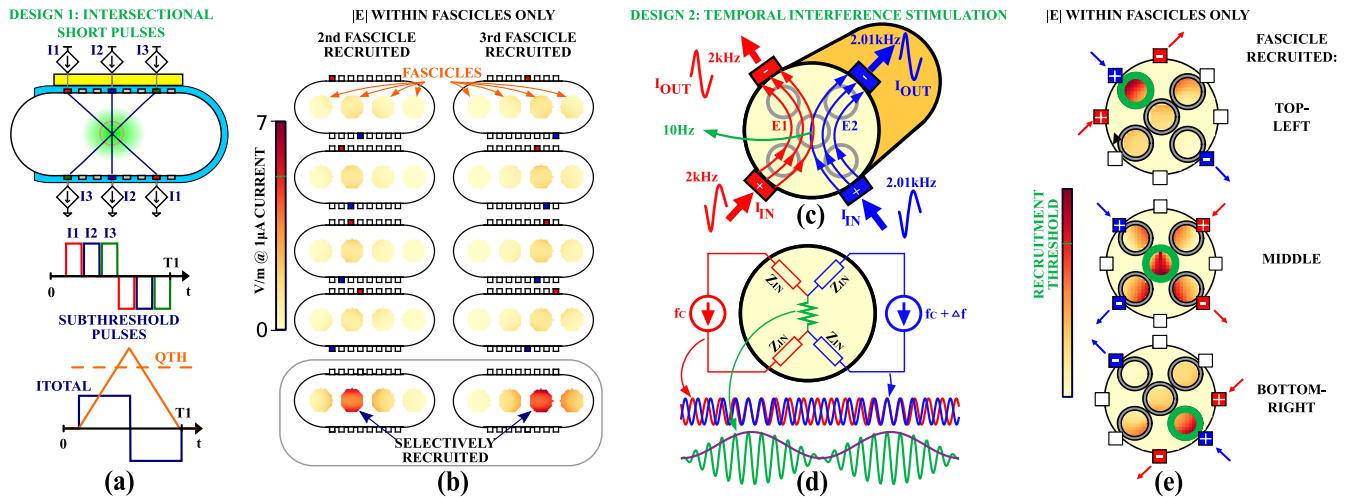 DESIGN 1: INTERSECTIONAL
SHORT PULSES
I1
I2
I3
I3
I2
I1
I1 I2 I3
T1
0
t
SUBTHRESHOLD
PULSES
QTH
ITOTAL
T1
0
t
(a)
|E| WITHIN FASCICLES ONLY
2nd FASCICLE
RECRUITED
3rd FASCICLE
RECRUITED
FASCICLES
7
V/m @ 1μA CURRENT
0
SELECTIVELY
RECRUITED
(b)
DESIGN 2: TEMPORAL INTERFERENCE STIMULATION
2kHz
2.01kHz
IOUT
IOUT
- -
E1
E2
10Hz
2kHz
2.01kHz
+ +
IIN
IIN
(c)
ZIN
ZIN
fC
fC + Δf
ZIN
ZIN
(d)
|E| WITHIN FASCICLES ONLY
FASCICLE
RECRUITED:
-
+
+
-
TOP-
LEFT
RECRUITMENT
THRESHOLD
+ +
- -
MIDDLE
-
+
+
-
BOTTOM-
RIGHT
(e)